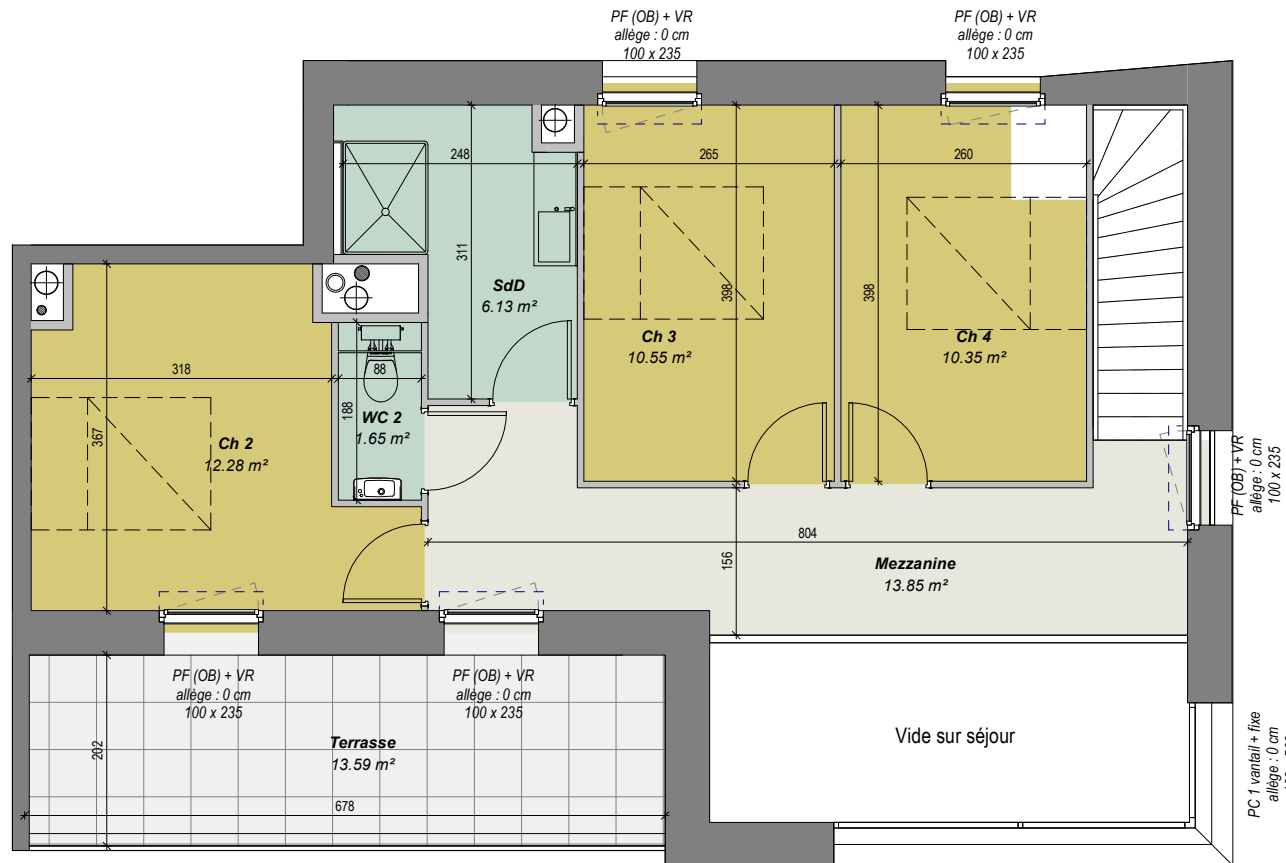 PF (OB) + VR
allège : 0 cm
100 x 235
PF (OB) + VR
allège : 0 cm
100 x 235
248
265
260
311
398
398
SdD
6.13 m²
Ch 3
10.55 m²
Ch 4
10.35 m²
318
88
367
188
Ch 2
12.28 m²
WC 2
1.65 m²
PF (OB) + VR
allège : 0 cm
100 x 235
804
156
Mezzanine
13.85 m²
PF (OB) + VR
allège : 0 cm
100 x 235
PF (OB) + VR
allège : 0 cm
100 x 235
202
Terrasse
13.59 m²
678
Vide sur séjour
PC 1 vantail + fixe
allège : 0 cm